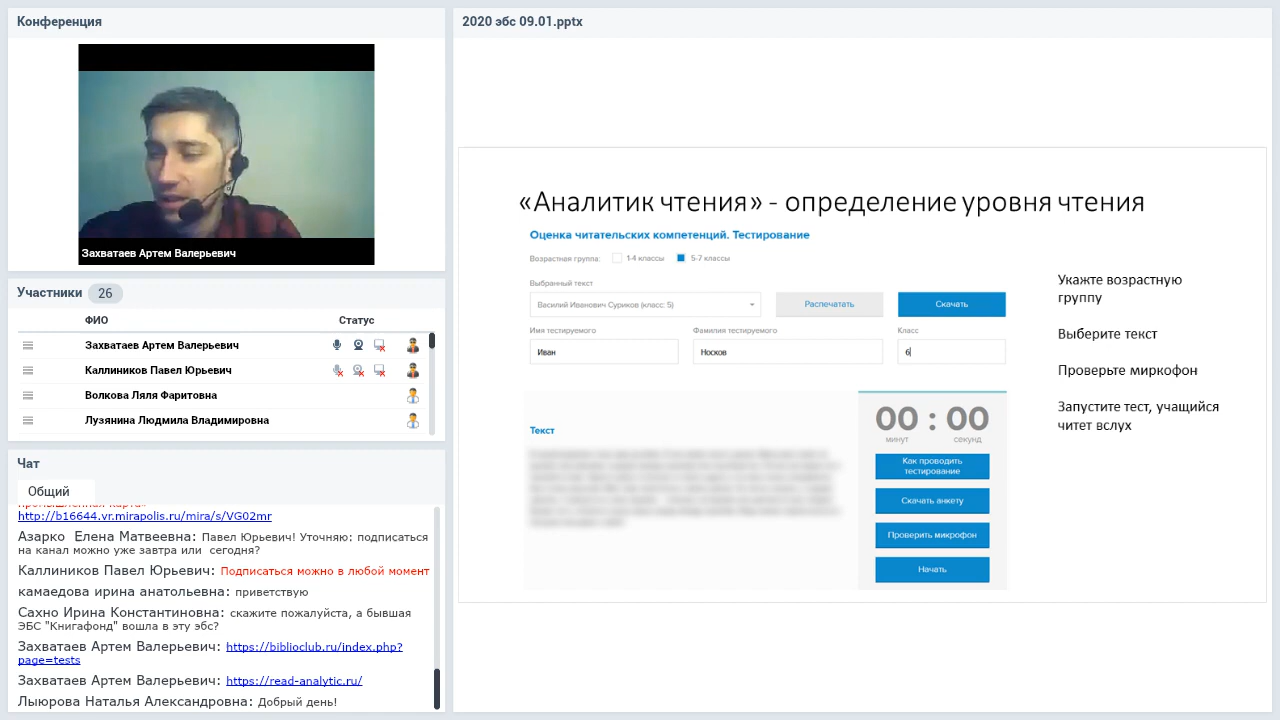 Конференция
Захватаев Артем Валерьевич
Участники 26
ФИО Статус
Захватаев Артем Валерьевич
Каллиников Павел Юрьевич
Волкова Ляля Фаритовна
Лузянина Людмила Владимировна
Чат
Общий
http://b16644.vr.mirapolis.ru/mira/s/VG02mr
Азарко Елена Матвеевна: Павел Юрьевич! Уточняю: подписаться
на канал можно уже завтра или сегодня?
Каллиников Павел Юрьевич: Подписаться можно в любой момент
камаедова ирина анатольевна: приветствую
Сахно Ирина Константиновна: скажите пожалуйста, а бывшая
ЭБС "Книгафонд" вошла в эту эбс?
Захватаев Артем Валерьевич: https://biblioclub.ru/index.php?
page=tests
Захватаев Артем Валерьевич: https://read-analytic.ru/
Лыюрова Наталья Александровна: Добрый день!
2020 эбс 09.01.pptx
«Аналитик чтения» - определение уровня чтения
Оценка читательских компетенций. Тестирование
Возрастная группа: 1-4 классы 5-7 классы
Выбранный текст
Василий Иванович Суриков (класс: 5) Распечатать Скачать
Имя тестируемого Фамилия тестируемого Класс
Иван Носков 6
Текст
00 : 00
минут секунд
Как проводить
тестирование
Скачать анкету
Проверить микрофон
Начать
Укажте возрастную
группу
Выберите текст
Проверьте миркофон
Запустите тест, учащийся
читет вслух